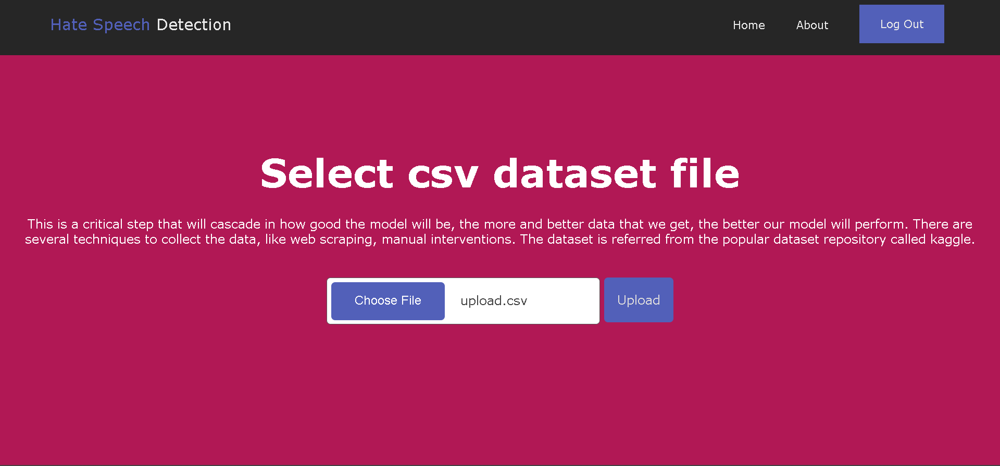 Hate Speech Detection
Home
About
Log Out
Select csv dataset file
This is a critical step that will cascade in how good the model will be, the more and better data that we get, the better our model will perform. There are
several techniques to collect the data, like web scraping, manual interventions. The dataset is referred from the popular dataset repository called kaggle.
Choose File
upload.csv
Upload